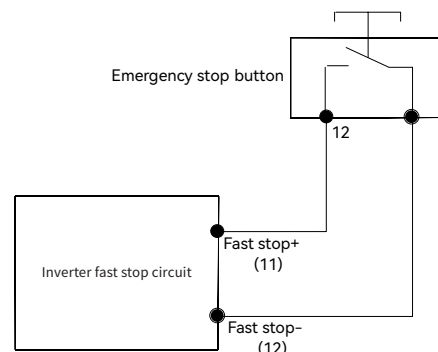 Emergency stop button
12
Fast stop+
(11)
Inverter fast stop circuit
Fast stop-
(12)